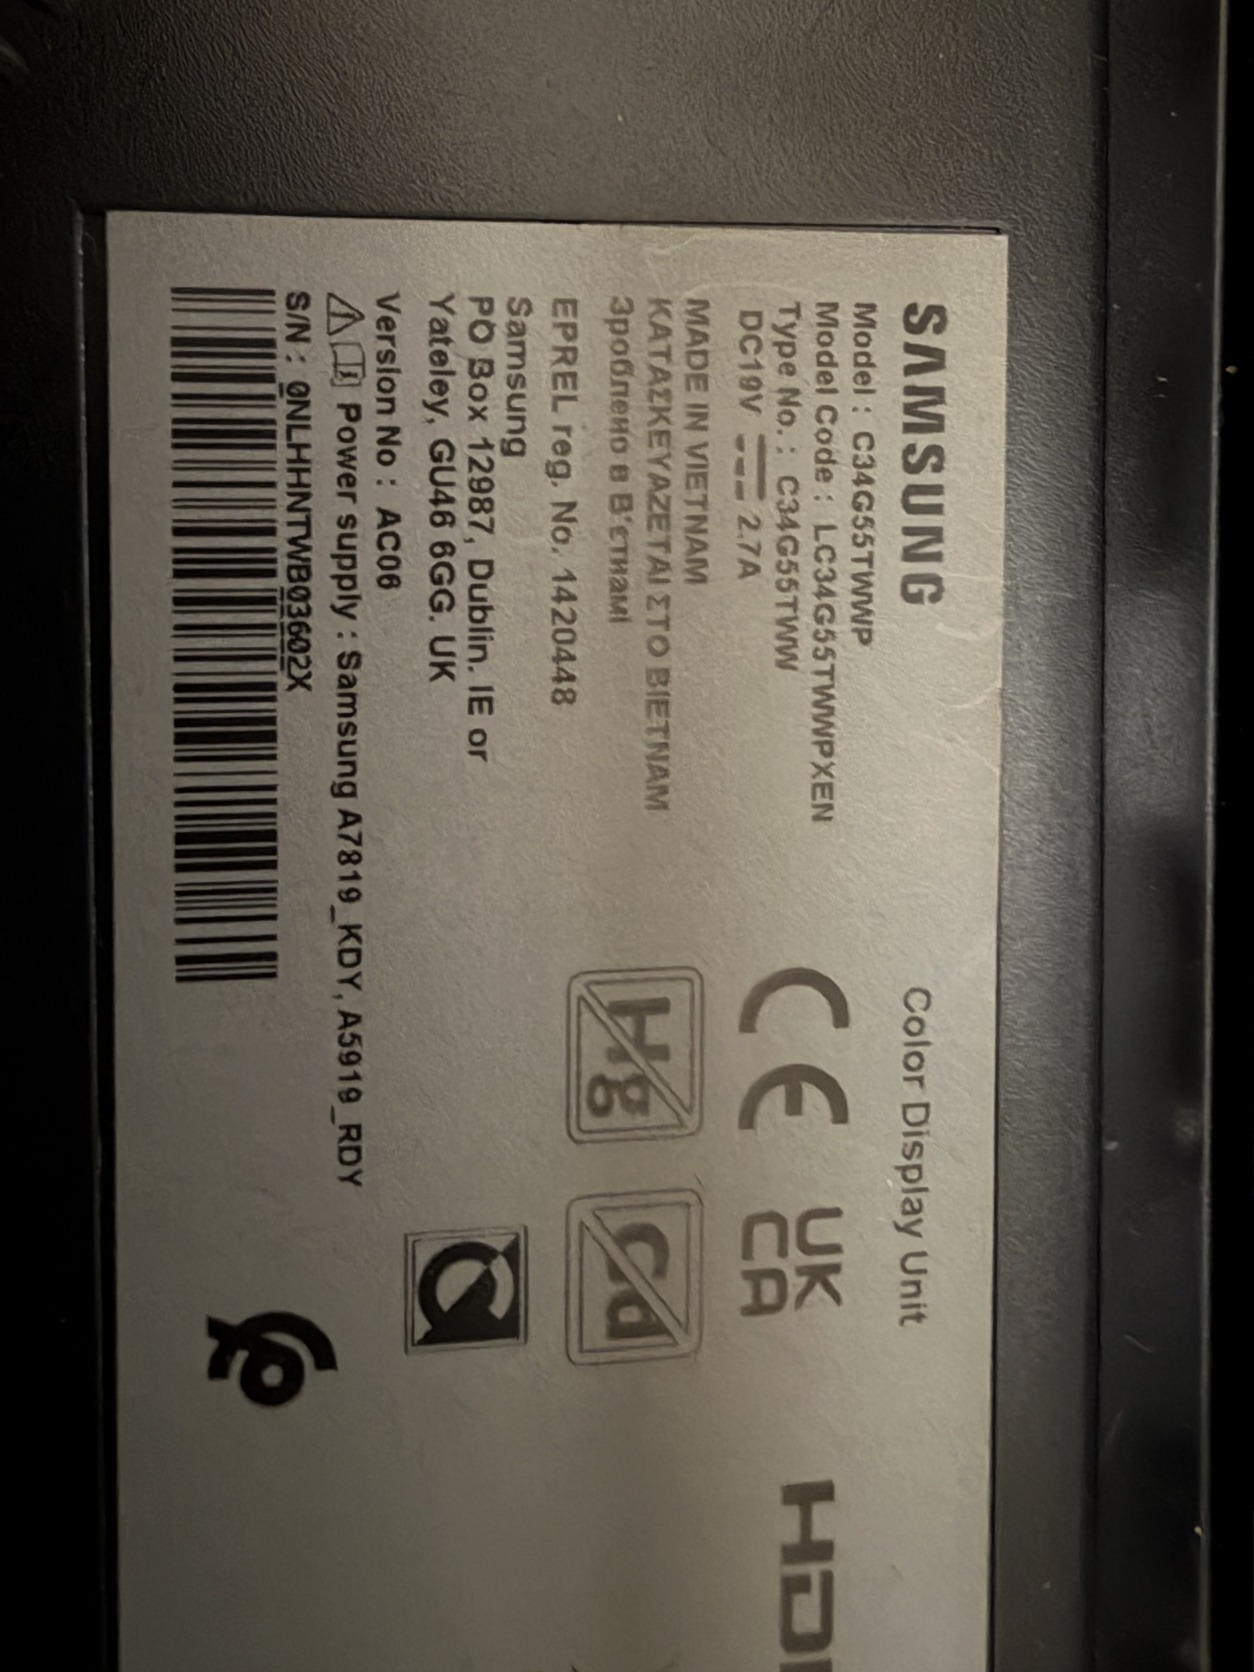 SAMSUNG
Color Display Unit
Model : C34G55TWWP
Model Code : LC34G55TWWPXEN
Type No. : C34G55TWW
DC19V 2.7A
MADE IN VIETNAM
ΚΑΤΑΣΚΕΥΑΖΕΤΑΙ ΣΤΟ ΒΙΕΤΝΑΜ
Зроблено в В'єтнамі
EPREL reg. No. 1420448
Samsung
PO Box 12987, Dublin. IE or
Yateley, GU46 6GG. UK
Version No : AC06
Power supply : Samsung A7819_KDY, A5919_RDY
S/N : 0NLHHNTWB03602X
CE
UK
CA
Hg
Cd